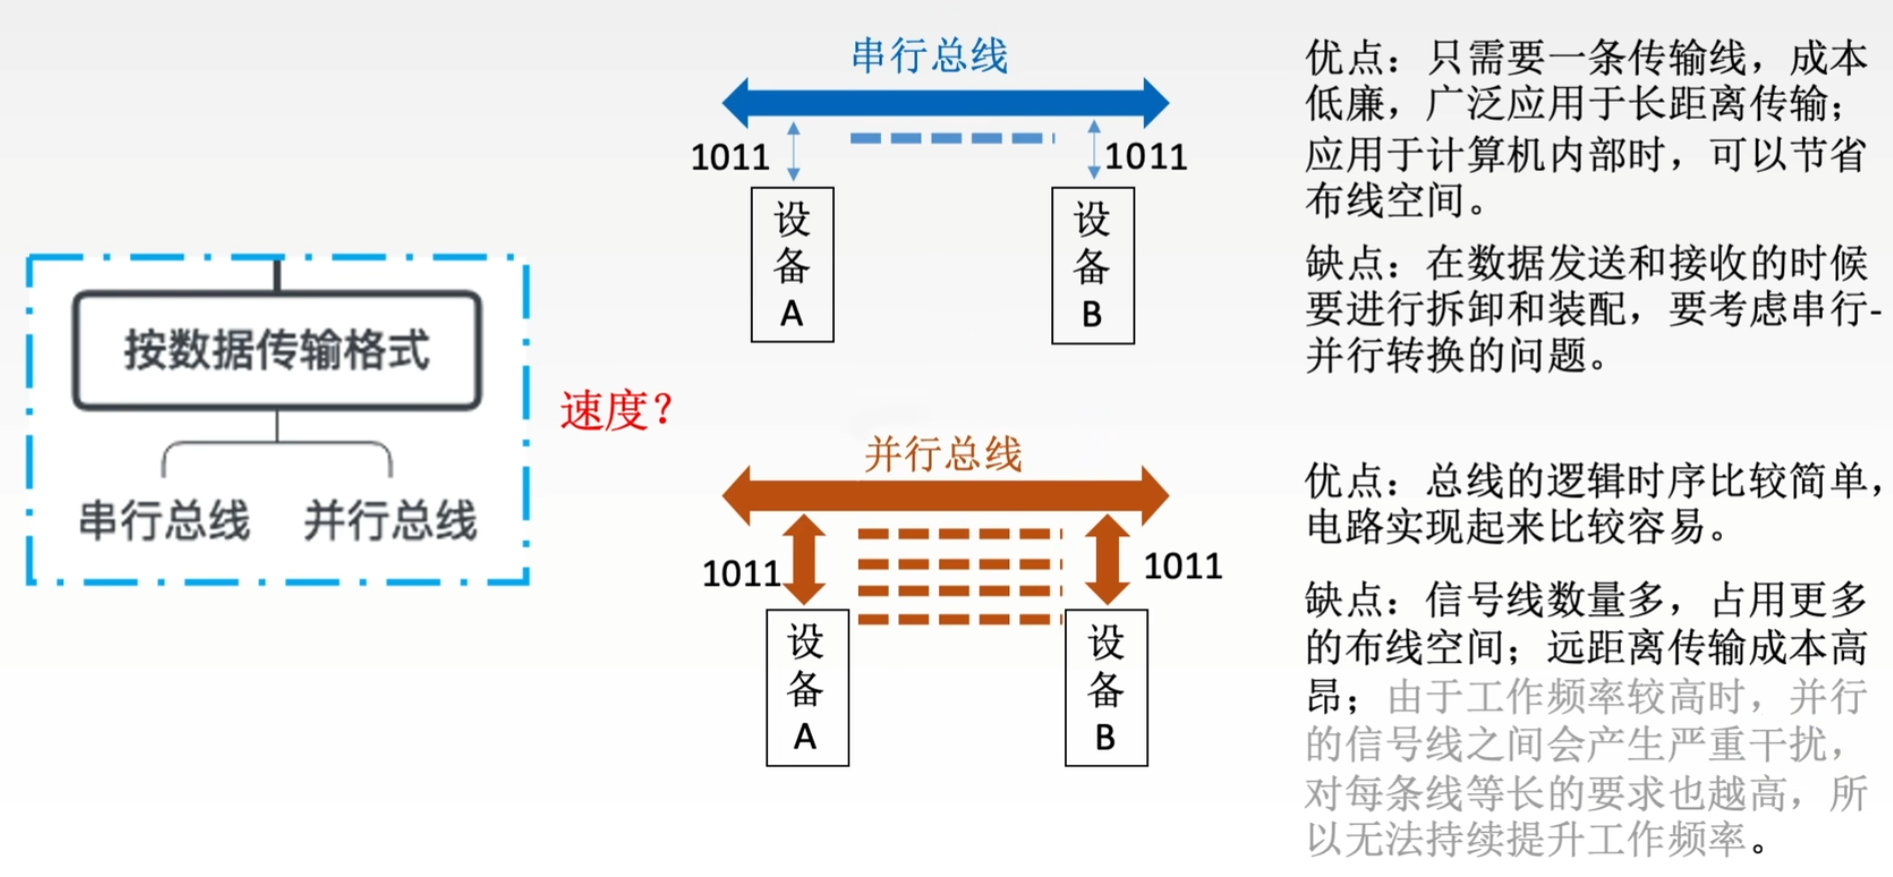 按数据传输格式
串行总线 并行总线
速度?
串行总线
1011
1011
设
备
A
设
备
B
并行总线
1011
1011
设
备
A
设
备
B
优点：只需要一条传输线，成本
低廉，广泛应用于长距离传输；
应用于计算机内部时，可以节省
布线空间。
缺点：在数据发送和接收的时候
要进行拆卸和装配，要考虑串行-
并行转换的问题。
优点：总线的逻辑时序比较简单，
电路实现起来比较容易。
缺点：信号线数量多，占用更多
的布线空间；远距离传输成本高
昂；由于工作频率较高时，并行
的信号线之间会产生严重干扰，
对每条线等长的要求也越高，所
以无法持续提升工作频率。